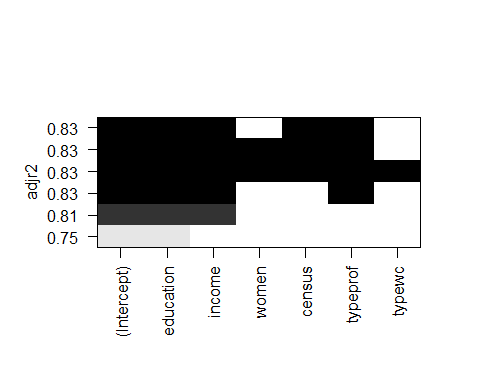 0.83
0.83
0.83
0.83
0.81
0.75
adjr2
(Intercept)
education
income
women
census
typeprof
typewc